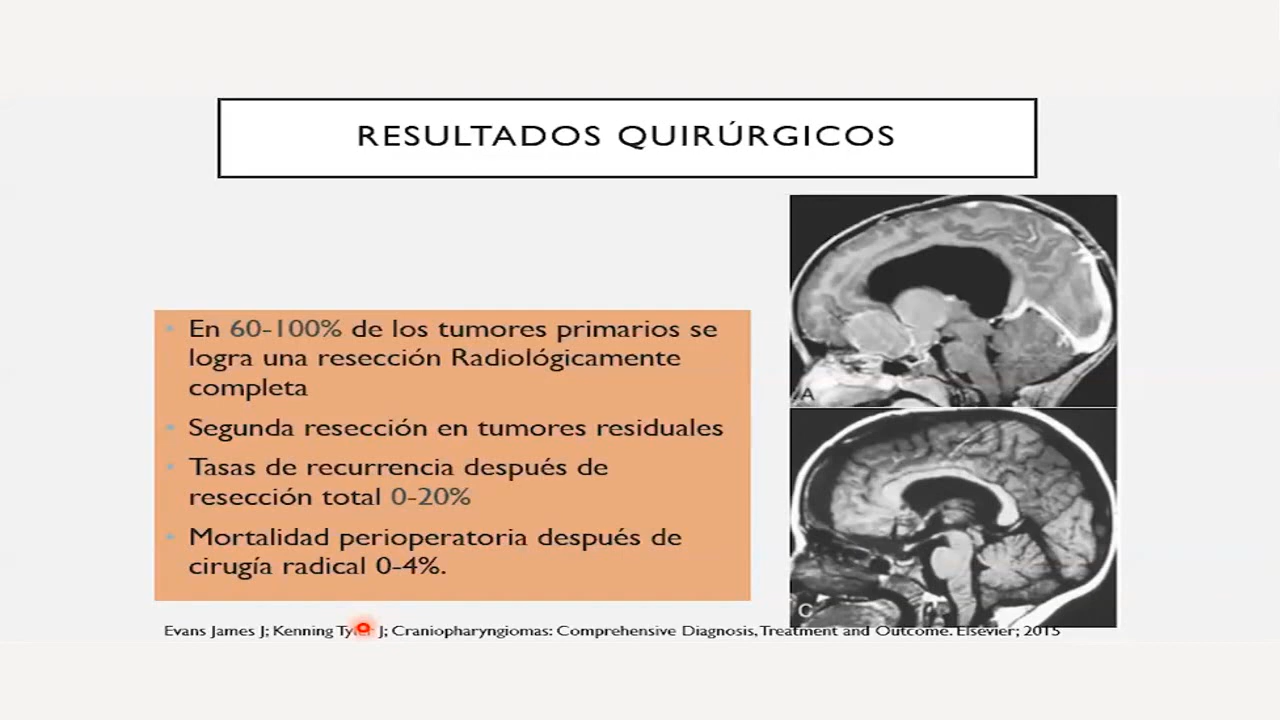 RESULTADOS QUIRÚRGICOS
En 60-100% de los tumores primarios se
logra una resección Radiológicamente
completa
Segunda resección en tumores residuales
Tasas de recurrencia después de
resección total 0-20%
Mortalidad perioperatoria después de
cirugía radical 0-4%.
A
C
Evans James J; Kenning Tyler J; Craniopharyngiomas: Comprehensive Diagnosis, Treatment and Outcome. Elsevier; 2015